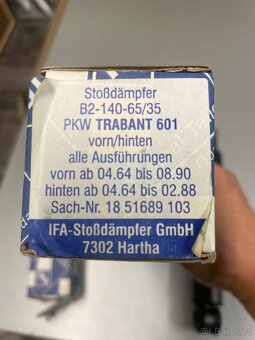 Stoßdämpfer
B2-140-65/35
PKW TRABANT 601
vorn/hinten
alle Ausführungen
vorn ab 04.64 bis 08.90
hinten ab 04.64 bis 02.88
Sach-Nr. 18 51689 103
IFA-Stoßdämpfer GmbH
7302 Hartha